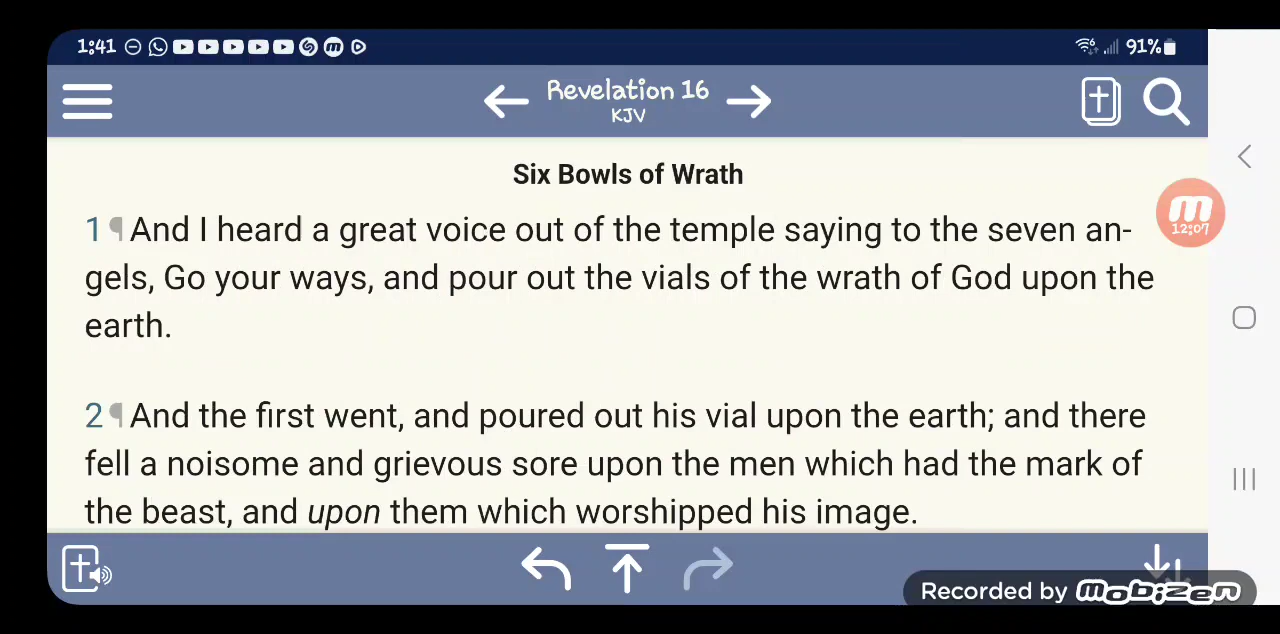 1:41 91%
Revelation 16
KJV
Six Bowls of Wrath
12:07
1 ¶ And I heard a great voice out of the temple saying to the seven an-
gels, Go your ways, and pour out the vials of the wrath of God upon the
earth.
2 ¶ And the first went, and poured out his vial upon the earth; and there
fell a noisome and grievous sore upon the men which had the mark of
the beast, and upon them which worshipped his image.
Recorded by mobizen